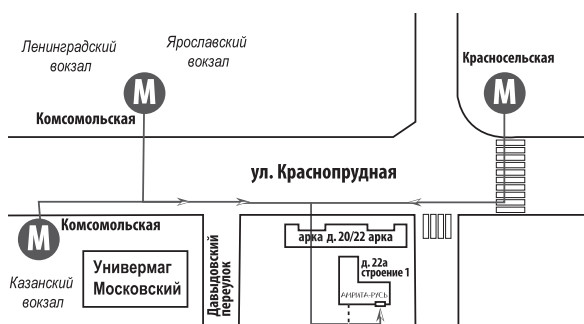 Ленинградский
вокзал
Ярославский
вокзал
М
Комсомольская
Красносельская
М
ул. Краснопрудная
Комсомольская
М
Казанский
вокзал
Универмаг
Московский
Давыдовский
переулок
арка д. 20/22 арка
д. 22а
строение 1
АМРИТА-РУСЬ